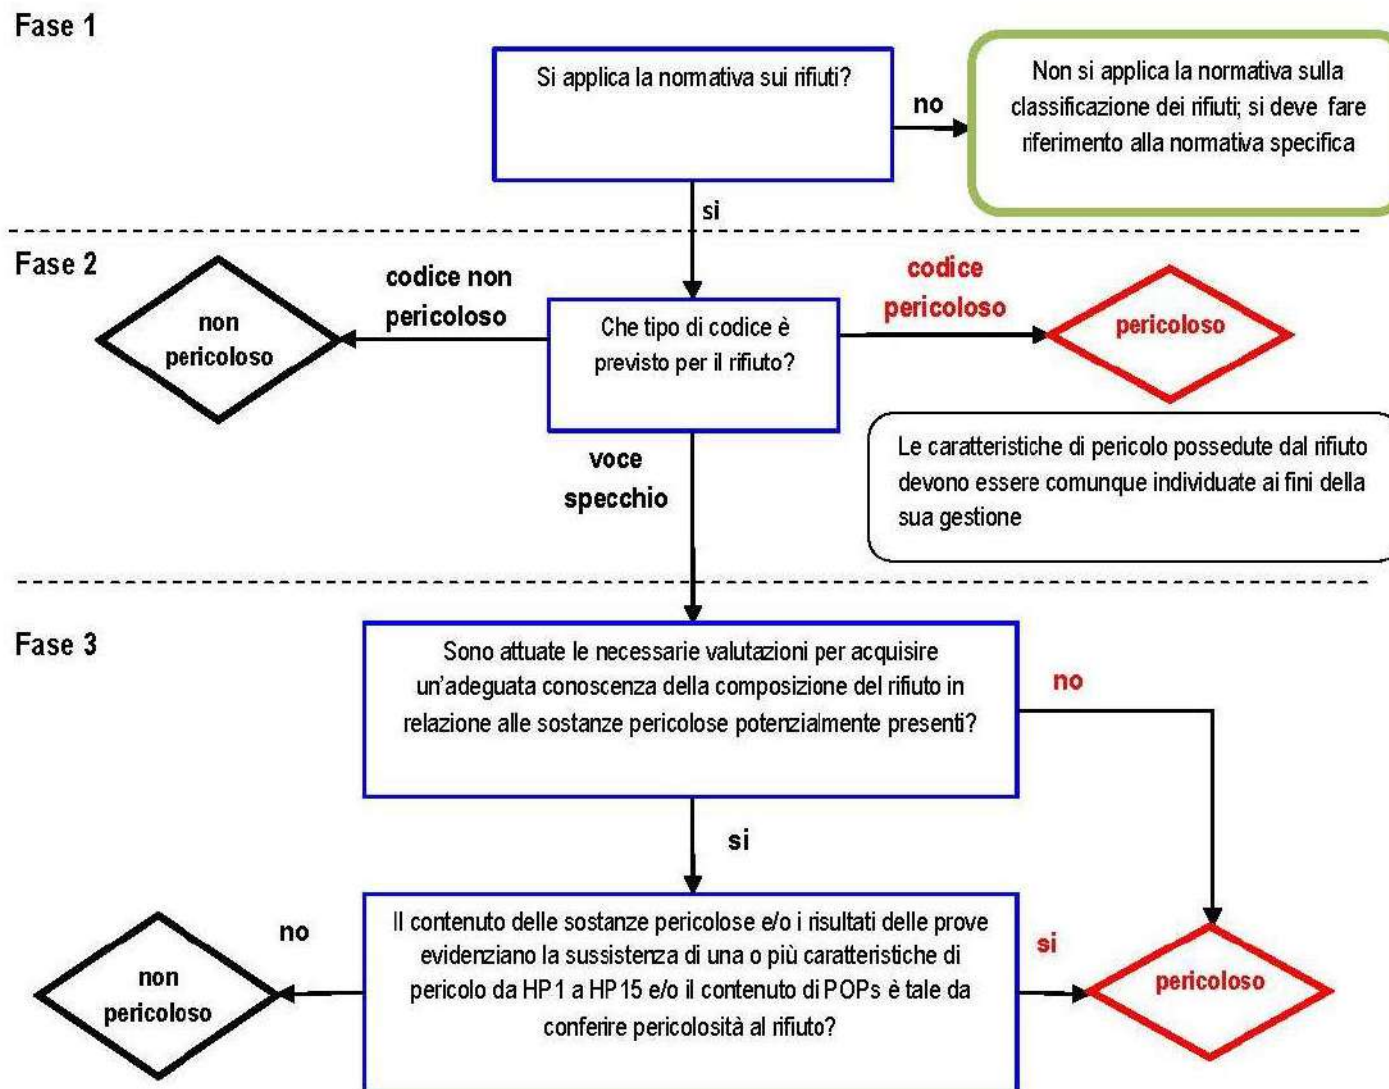 Fase 1
Si applica la normativa sui rifiuti?
no
Non si applica la normativa sulla
classificazione dei rifiuti; si deve fare
riferimento alla normativa specifica
si
Fase 2
non
pericoloso
codice non
pericoloso
Che tipo di codice è
previsto per il rifiuto?
codice
pericoloso
pericoloso
Le caratteristiche di pericolo possedute dal rifiuto
devono essere comunque individuate ai fini della
sua gestione
voce
specchio
Fase 3
Sono attuate le necessarie valutazioni per acquisire
un'adeguata conoscenza della composizione del rifiuto in
relazione alle sostanze pericolose potenzialmente presenti?
no
si
Il contenuto delle sostanze pericolose e/o i risultati delle prove
evidenziano la sussistenza di una o più caratteristiche di
pericolo da HP1 a HP15 e/o il contenuto di POPs è tale da
conferire pericolosità al rifiuto?
no
non
pericoloso
si
pericoloso